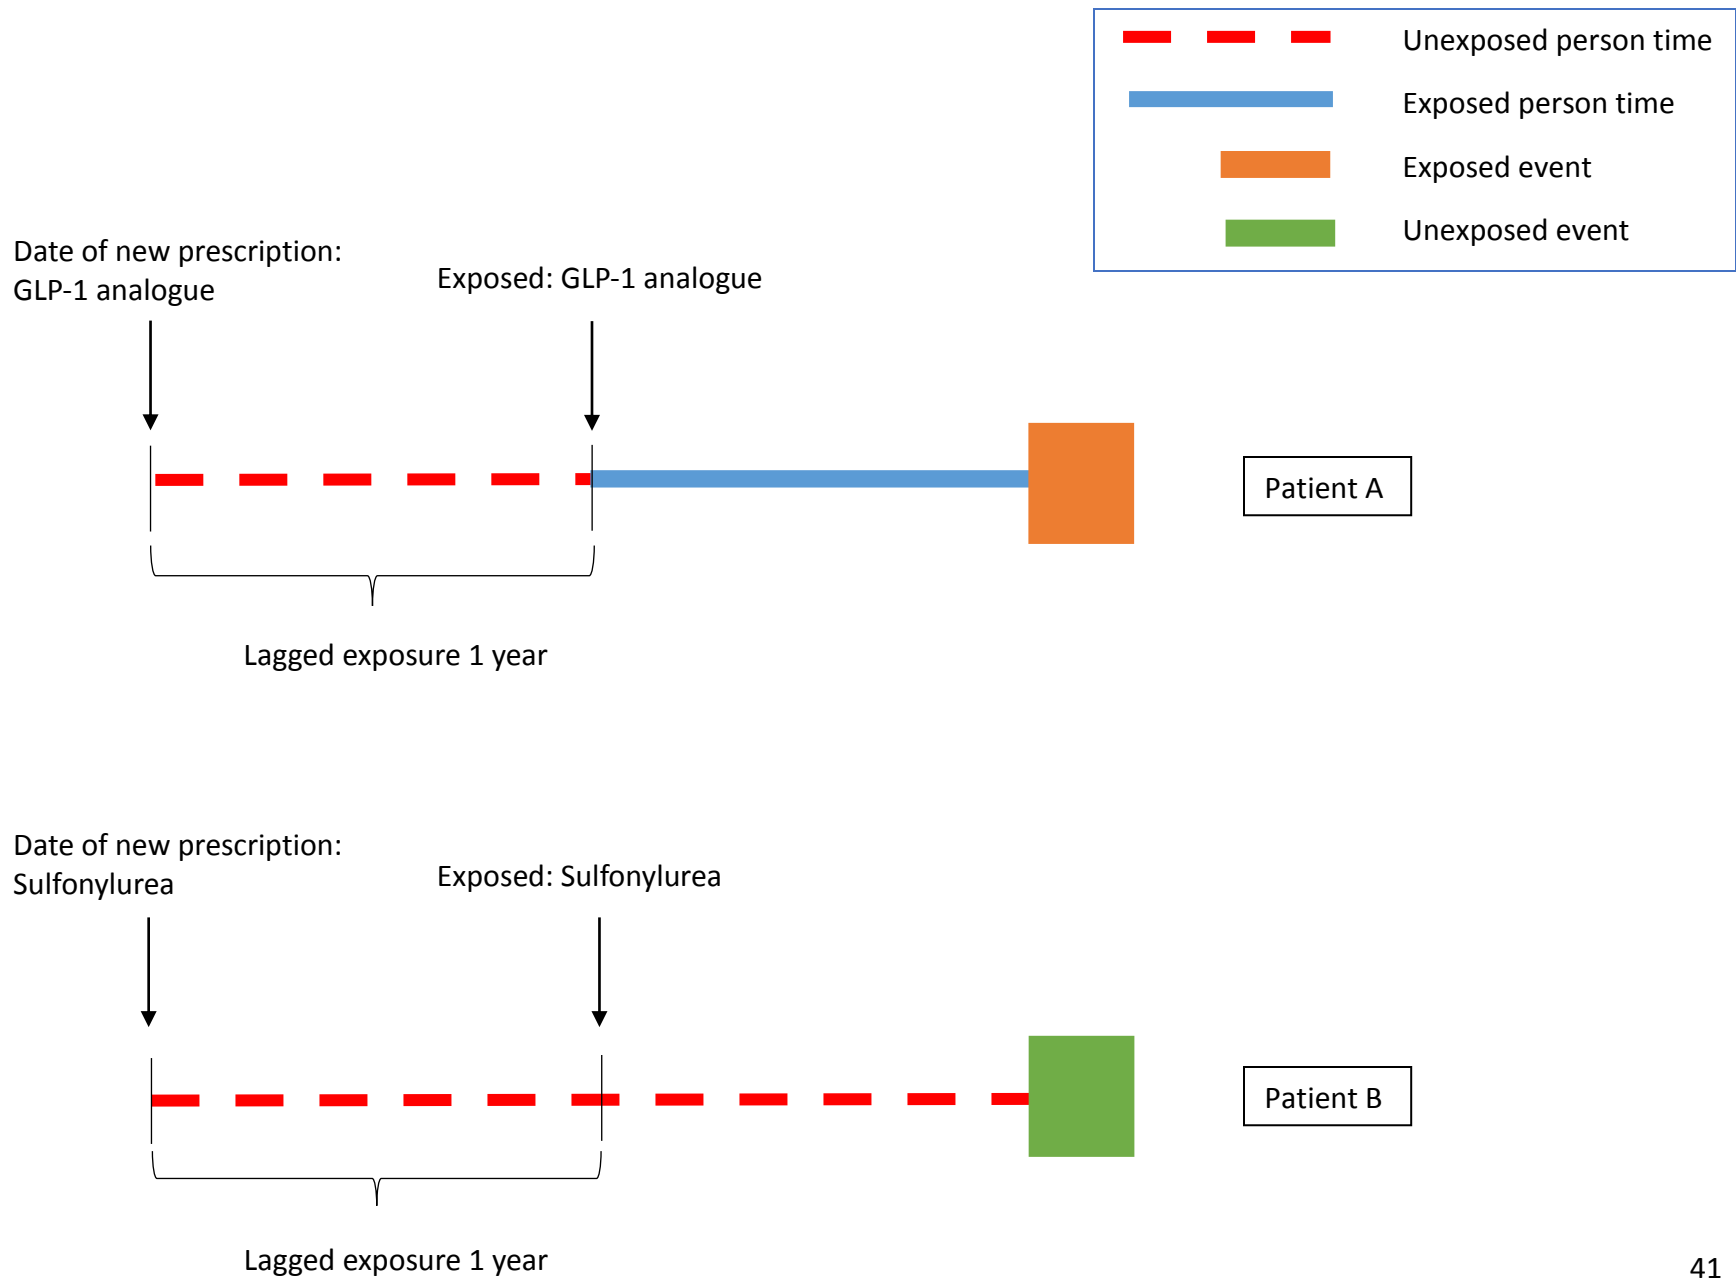 Unexposed person time
Exposed person time
Exposed event
Unexposed event
Date of new prescription:
GLP-1 analogue
Exposed: GLP-1 analogue
Patient A
Lagged exposure 1 year
Date of new prescription:
Sulfonylurea
Exposed: Sulfonylurea
Patient B
Lagged exposure 1 year
41